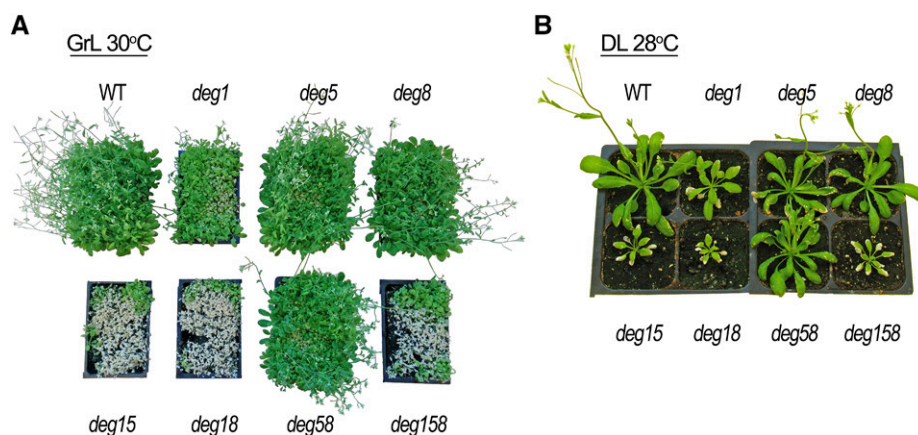 A
GrL 30°C
WT deg1 deg5 deg8
deg15 deg18 deg58 deg158
B
DL 28°C
WT deg1 deg5 deg8
deg15 deg18 deg58 deg158